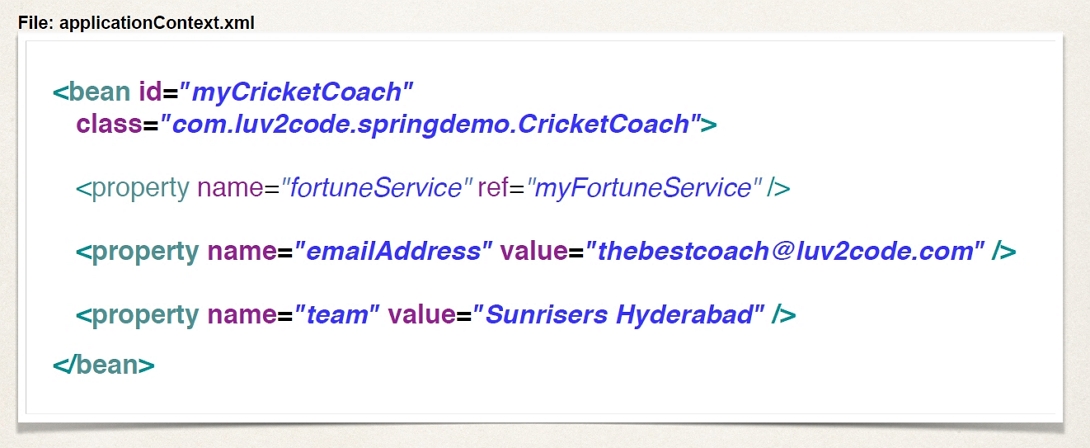 File: applicationContext.xml
<bean id="myCricketCoach"
class="com.luv2code.springdemo.CricketCoach">
<property name="fortuneService" ref="myFortuneService" />
<property name="emailAddress" value="thebestcoach@luv2code.com" />
<property name="team" value="Sunrisers Hyderabad" />
</bean>